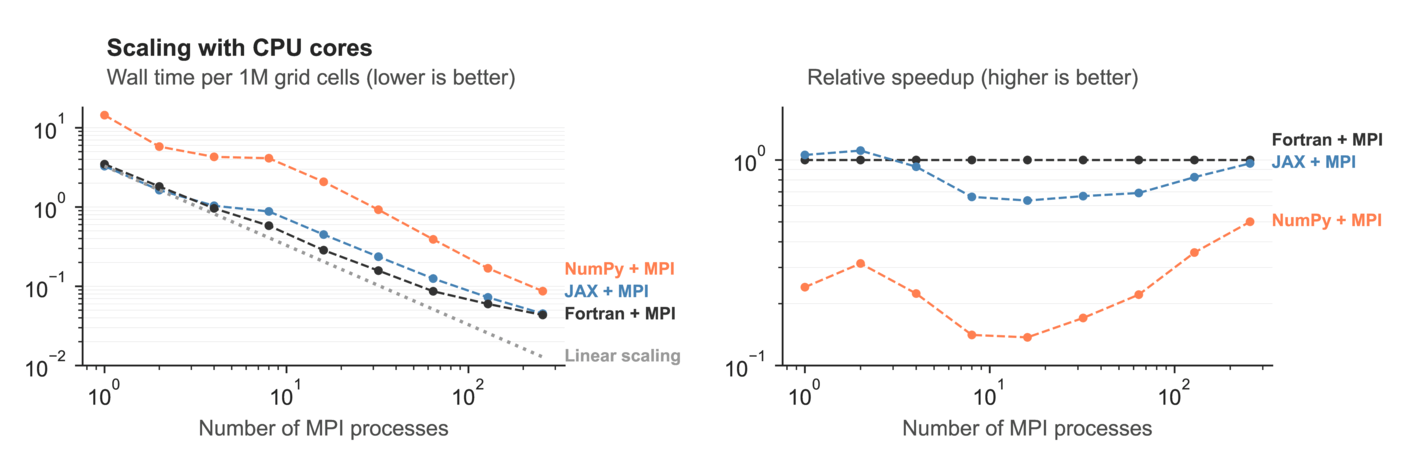 Scaling with CPU cores
Wall time per 1M grid cells (lower is better)
10^1
10^0
10^-1
10^-2
NumPy + MPI
JAX + MPI
Fortran + MPI
Linear scaling
10^0
10^1
10^2
Number of MPI processes
Relative speedup (higher is better)
10^0
10^-1
Fortran + MPI
JAX + MPI
NumPy + MPI
10^0
10^1
10^2
Number of MPI processes